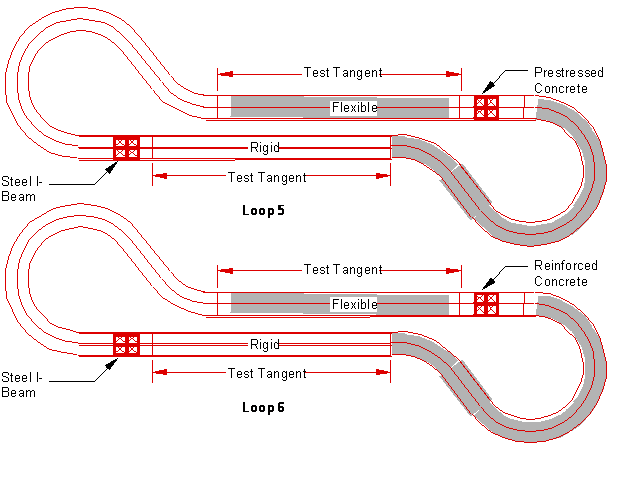 Test Tangent
Prestressed
Concrete
Flexible
Rigid
Test Tangent
Steel I-
Beam
Loop 5
Test Tangent
Reinforced
Concrete
Flexible
Rigid
Test Tangent
Steel I-
Beam
Loop 6